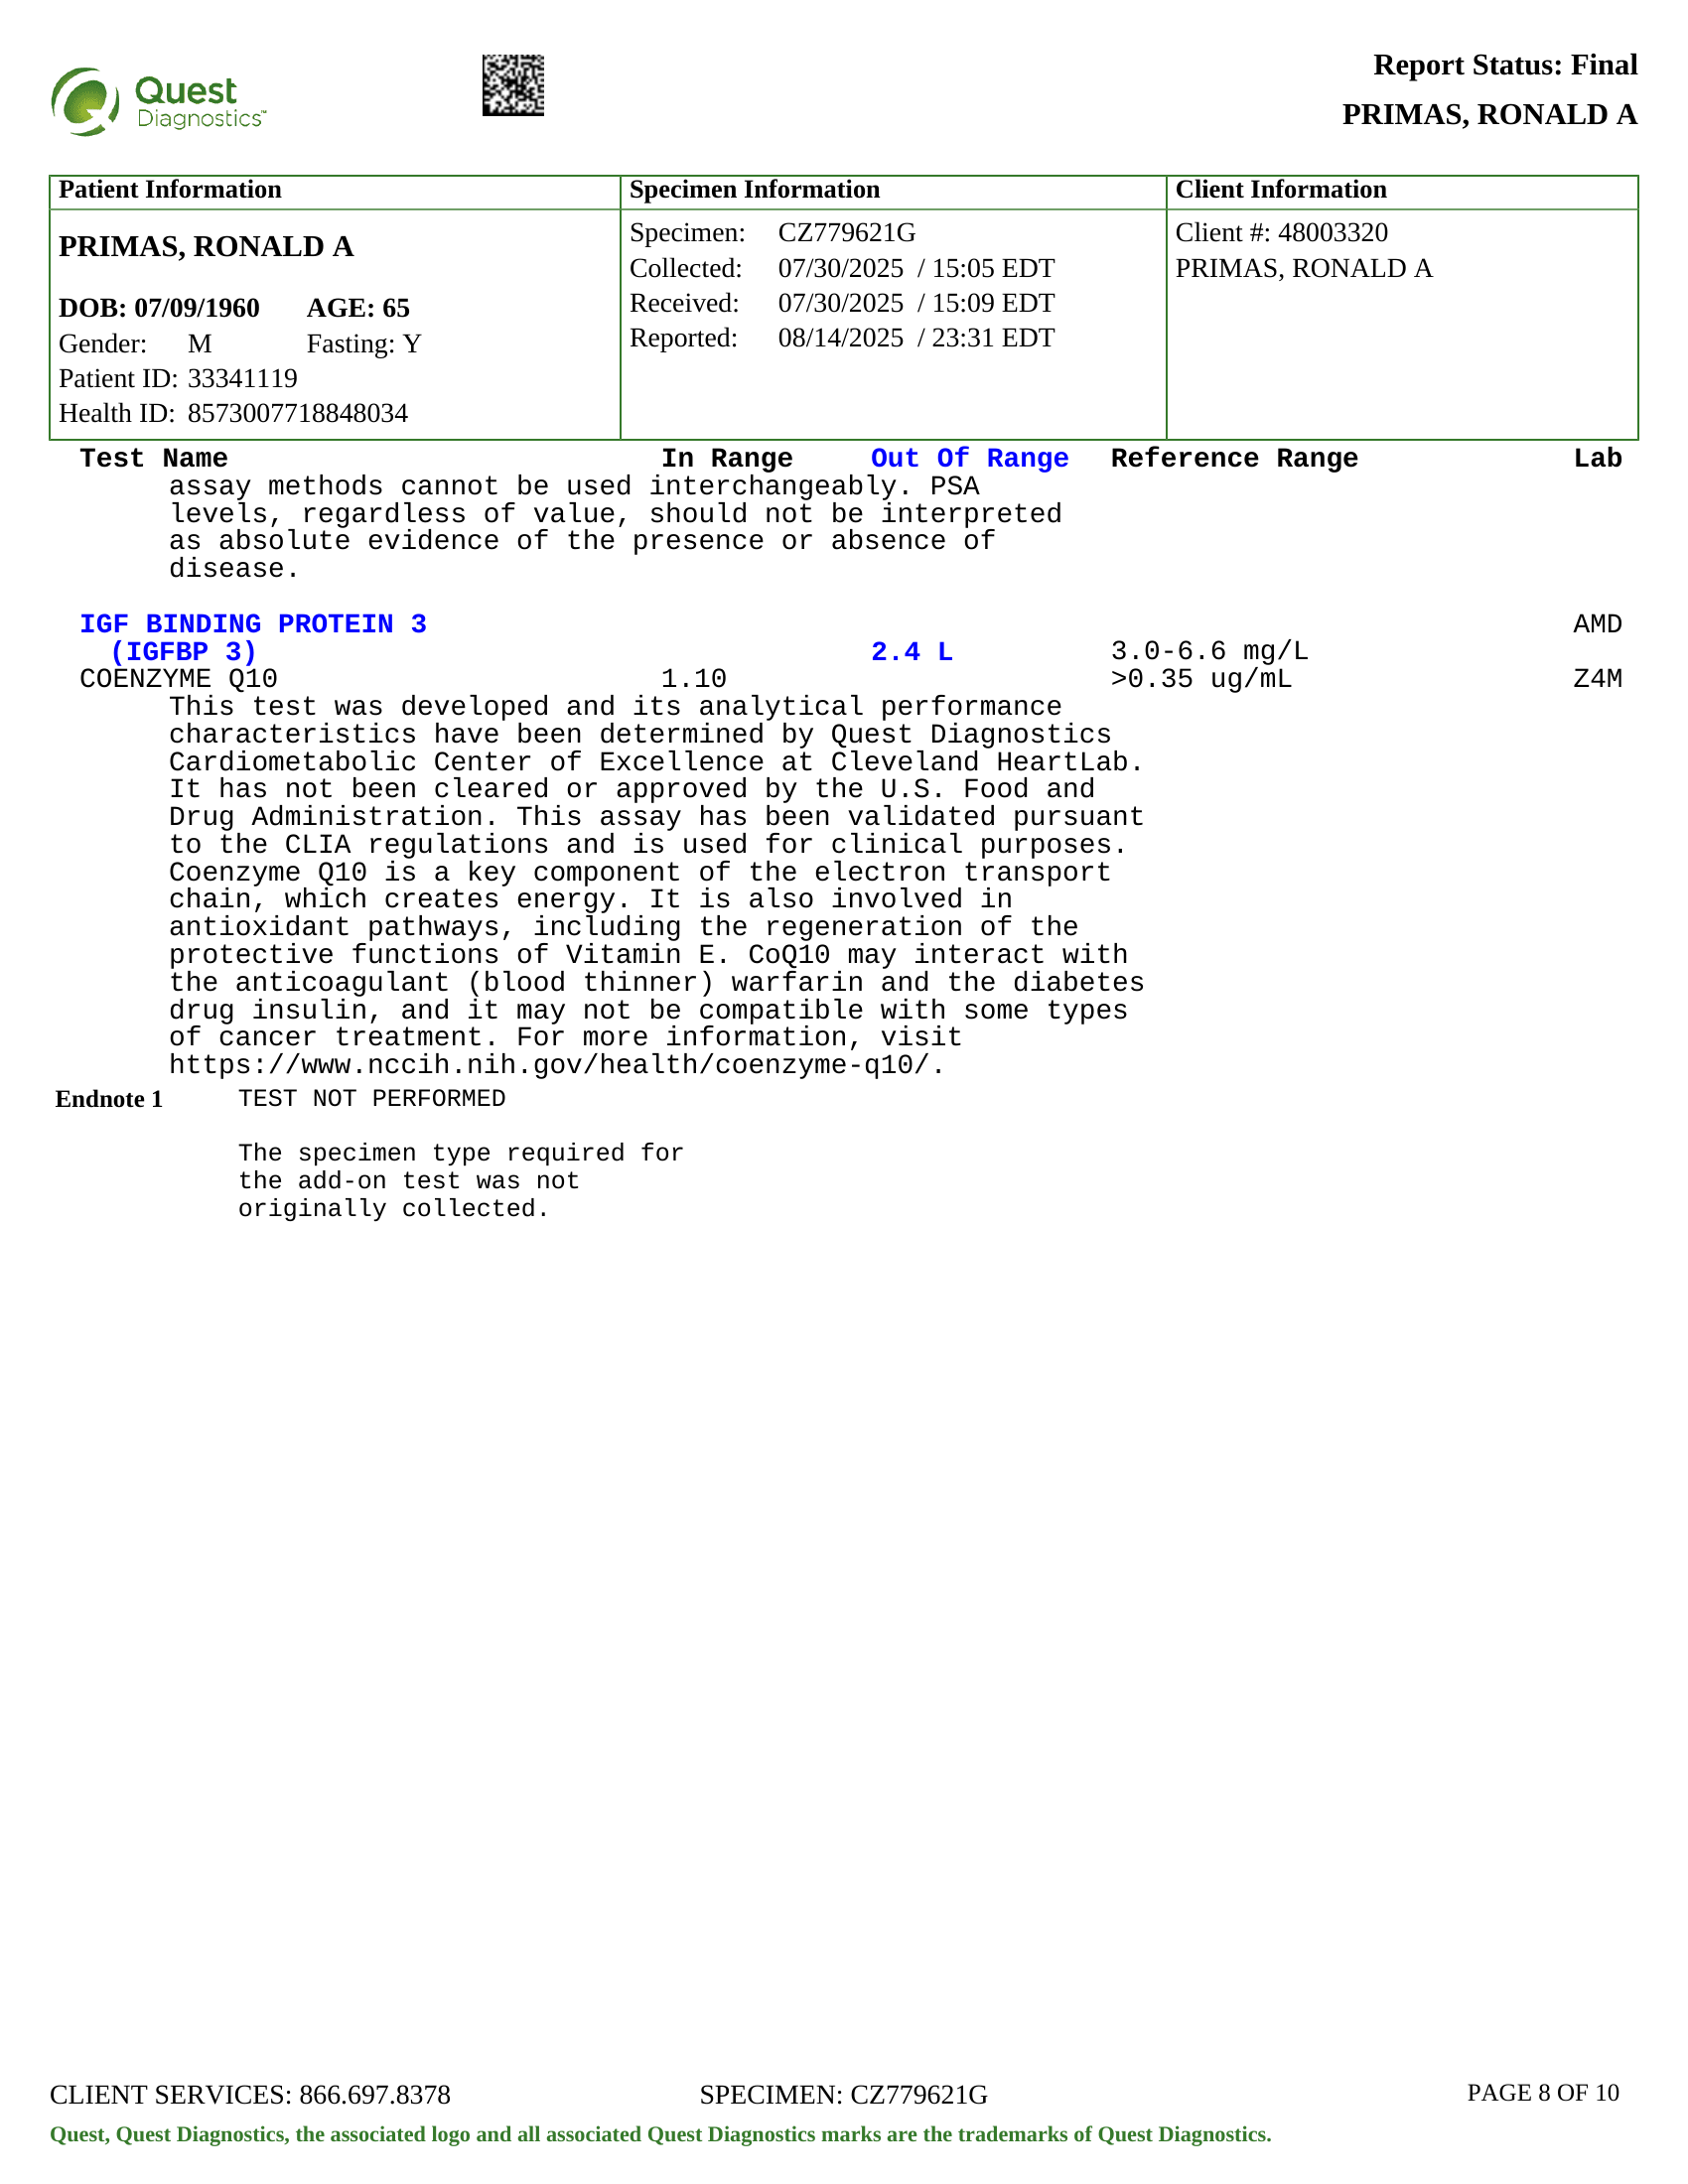 Quest
Diagnostics™
Report Status: Final
PRIMAS, RONALD A
Patient Information
Specimen Information
Client Information
PRIMAS, RONALD A
DOB: 07/09/1960 AGE: 65
Gender: M Fasting: Y
Patient ID: 33341119
Health ID: 8573007718848034
Specimen: CZ779621G
Collected: 07/30/2025 / 15:05 EDT
Received: 07/30/2025 / 15:09 EDT
Reported: 08/14/2025 / 23:31 EDT
Client #: 48003320
PRIMAS, RONALD A
Test Name In Range Out Of Range Reference Range Lab
assay methods cannot be used interchangeably. PSA
levels, regardless of value, should not be interpreted
as absolute evidence of the presence or absence of
disease.
IGF BINDING PROTEIN 3 AMD
(IGFBP 3) 2.4 L 3.0-6.6 mg/L
COENZYME Q10 1.10 >0.35 ug/mL Z4M
This test was developed and its analytical performance
characteristics have been determined by Quest Diagnostics
Cardiometabolic Center of Excellence at Cleveland HeartLab.
It has not been cleared or approved by the U.S. Food and
Drug Administration. This assay has been validated pursuant
to the CLIA regulations and is used for clinical purposes.
Coenzyme Q10 is a key component of the electron transport
chain, which creates energy. It is also involved in
antioxidant pathways, including the regeneration of the
protective functions of Vitamin E. CoQ10 may interact with
the anticoagulant (blood thinner) warfarin and the diabetes
drug insulin, and it may not be compatible with some types
of cancer treatment. For more information, visit
https://www.nccih.nih.gov/health/coenzyme-q10/.
Endnote 1 TEST NOT PERFORMED
The specimen type required for
the add-on test was not
originally collected.
CLIENT SERVICES: 866.697.8378 SPECIMEN: CZ779621G PAGE 8 OF 10
Quest, Quest Diagnostics, the associated logo and all associated Quest Diagnostics marks are the trademarks of Quest Diagnostics.